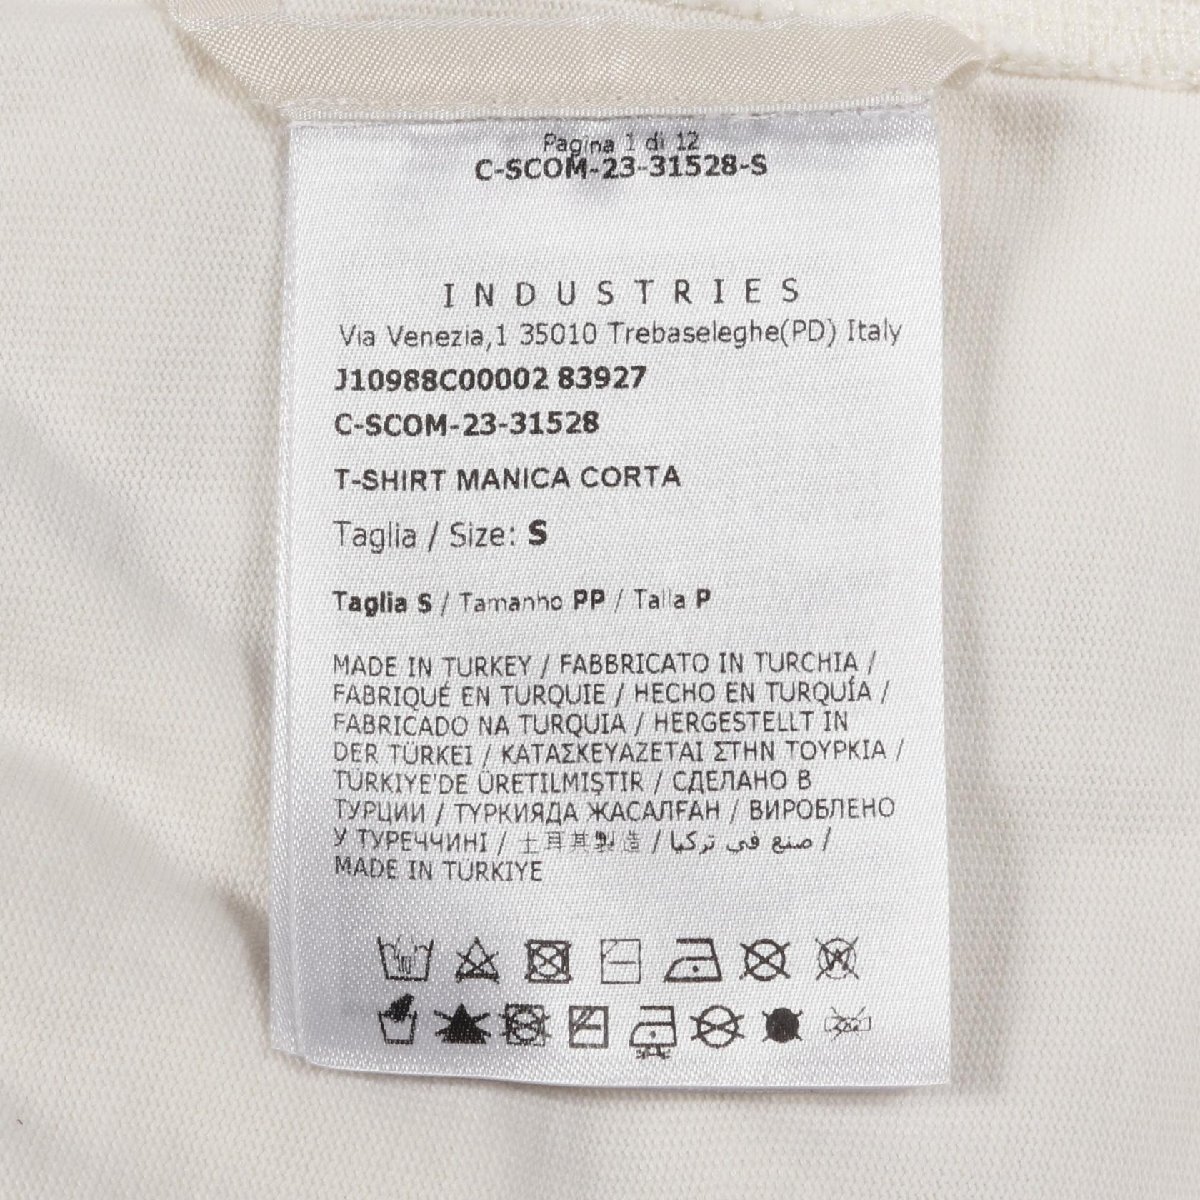 Pagina 1 di 12
C-SCOM-23-31528-S
INDUSTRIES
Via Venezia,1 35010 Trebaseleghe(PD) Italy
J10988C00002 83927
C-SCOM-23-31528
T-SHIRT MANICA CORTA
Taglia / Size: S
Taglia S / Tamanho PP / Talla P
MADE IN TURKEY / FABBRICATO IN TURCHIA /
FABRIQUÉ EN TURQUIE / HECHO EN TURQUÍA /
FABRICADO NA TURQUIA / HERGESTELLT IN
DER TÜRKEI / ΚΑΤΑΣΚΕΥΑΖΕΤΑΙ ΣΤΗΝ ΤΟΥΡΚΙΑ /
TÜRKIYE'DE ÜRETILMIŞTIR / СДЕЛАНО В
ТУРЦИИ / ТҮРКИЯДА ЖАСАЛҒАН / ВИРОБЛЕНО
У ТУРЕЧЧИНІ / 土耳其製造 / صنع في تركيا /
MADE IN TÜRKIYE